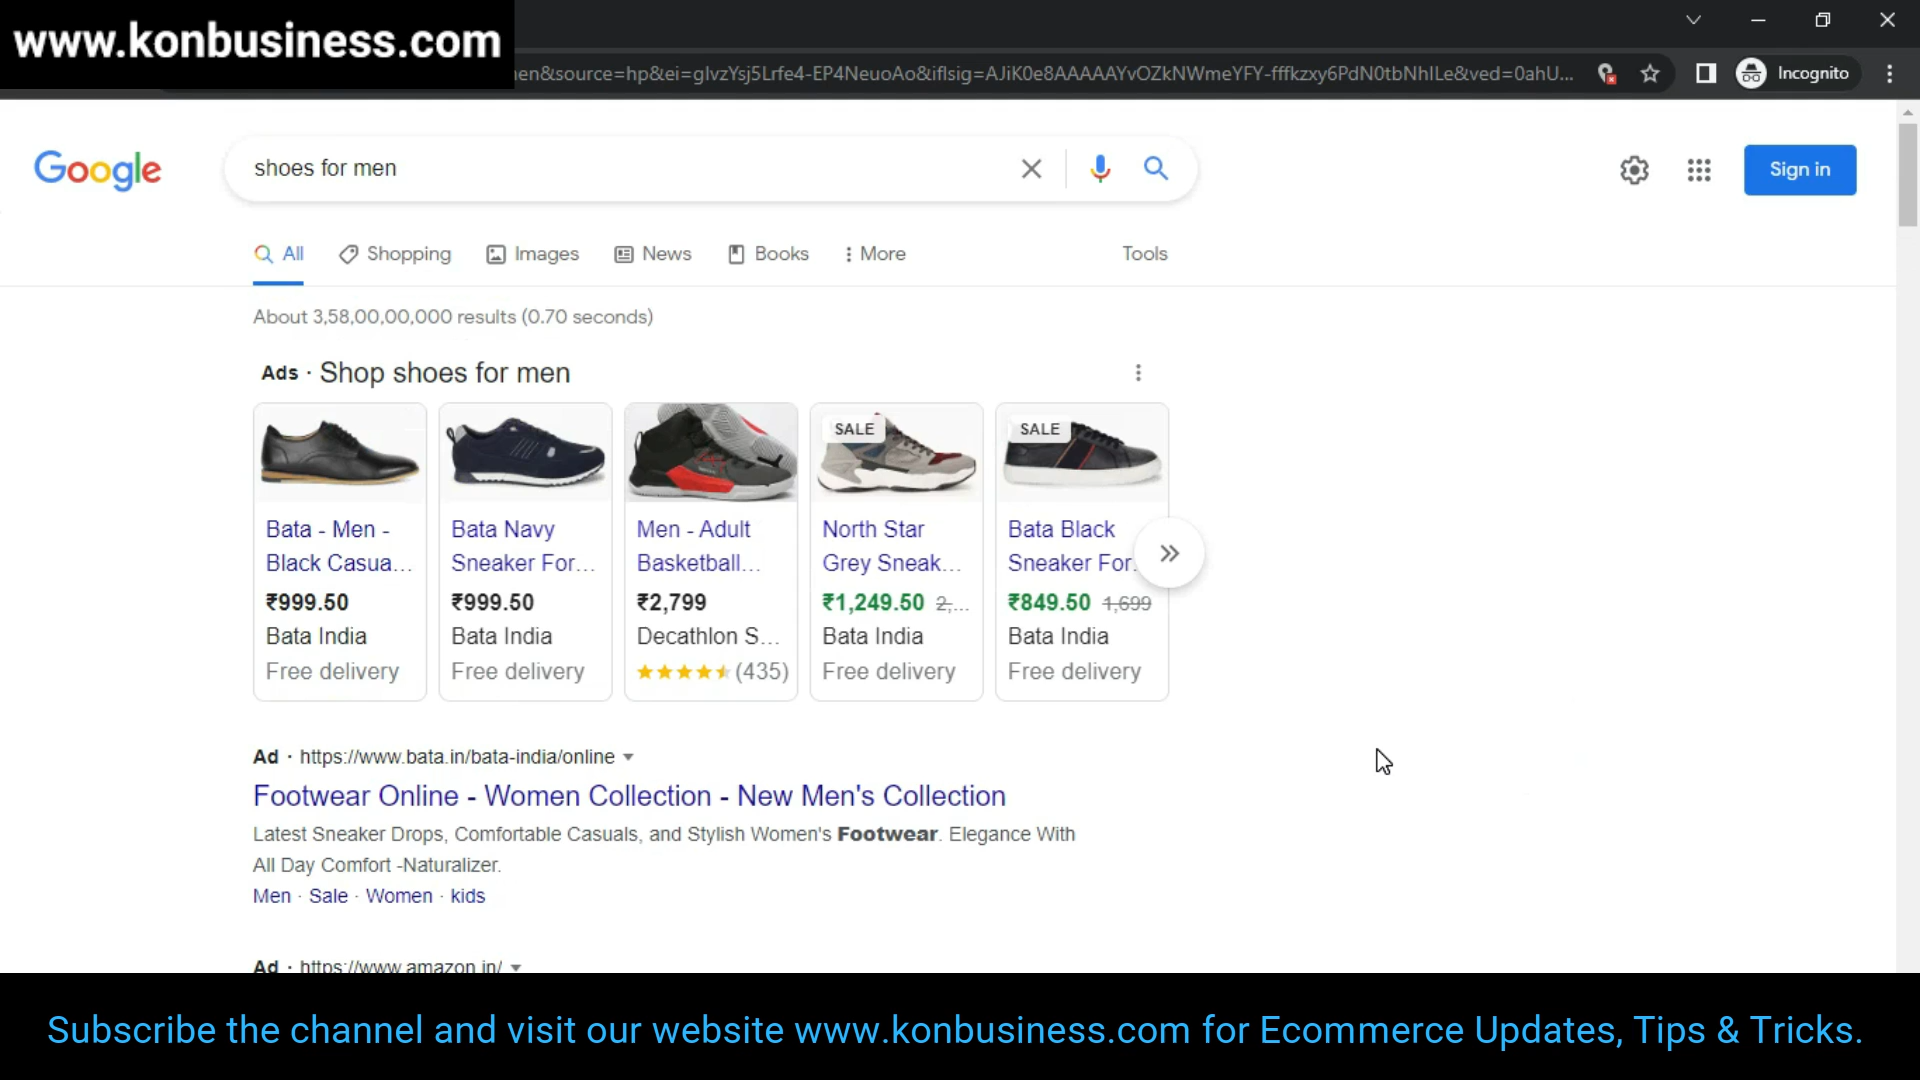 www.konbusiness.com
nen&source=hp&ei=glvzYsj5Lrfe4-EP4NeuoAo&iflsig=AJiK0e8AAAAAYvOZkNWmeYFY-fffkzxy6PdN0tbNhILe&ved=0ahU...
Incognito
Google
shoes for men
Sign in
All
Shopping
Images
News
Books
More
Tools
About 3,58,00,00,000 results (0.70 seconds)
Ads · Shop shoes for men
SALE
SALE
Bata - Men -
Black Casua...
₹999.50
Bata India
Free delivery
Bata Navy
Sneaker For...
₹999.50
Bata India
Free delivery
Men - Adult
Basketball...
₹2,799
Decathlon S...
(435)
North Star
Grey Sneak...
₹1,249.50 2,...
Bata India
Free delivery
Bata Black
Sneaker For.
₹849.50 1,699
Bata India
Free delivery
Ad · https://www.bata.in/bata-india/online
Footwear Online - Women Collection - New Men's Collection
Latest Sneaker Drops, Comfortable Casuals, and Stylish Women's Footwear. Elegance With
All Day Comfort -Naturalizer.
Men · Sale · Women · kids
Ad · https://www.amazon.in/
Subscribe the channel and visit our website www.konbusiness.com for Ecommerce Updates, Tips & Tricks.